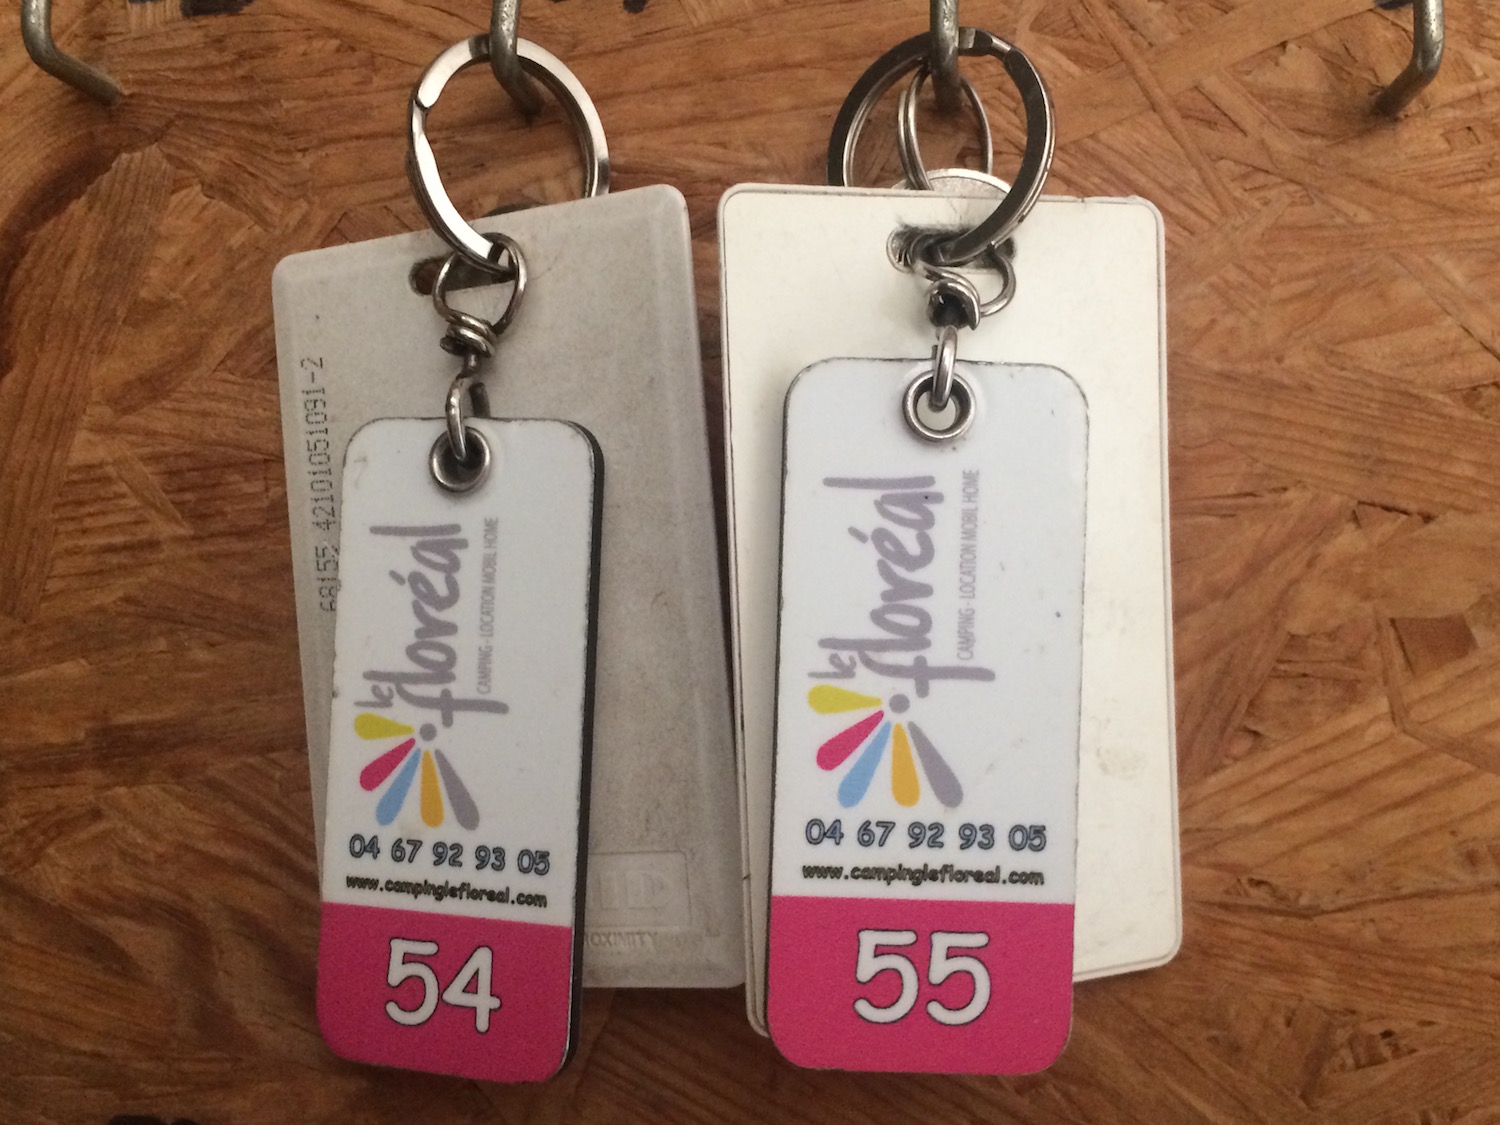 68155 42101051091-2
le
floréal
CAMPING - LOCATION MOBIL HOME
04 67 92 93 05
www.campinglefloreal.com
54
le
floréal
CAMPING - LOCATION MOBIL HOME
04 67 92 93 05
www.campinglefloreal.com
55